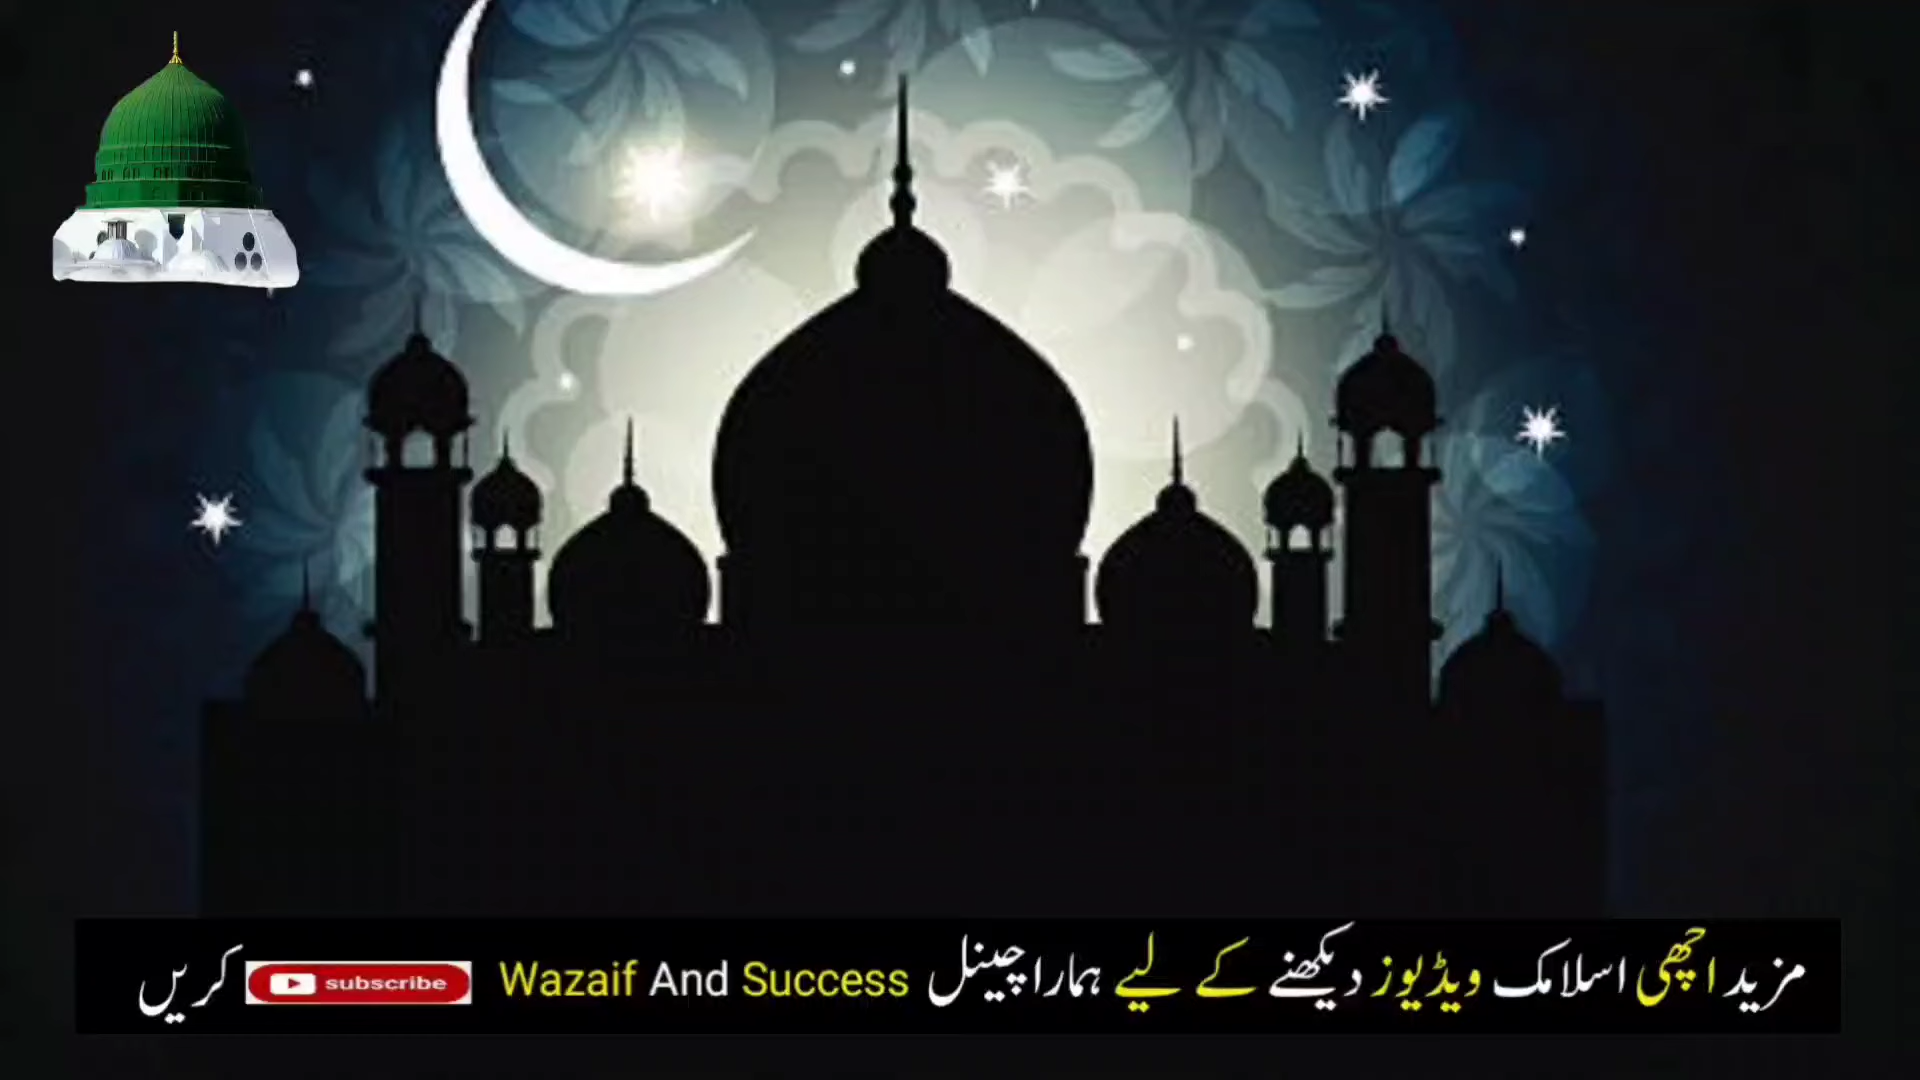 مزید اچھی اسلامک ویڈیوز دیکھنے کے لیے ہمارا چینل Wazaif And Success subscribe کریں